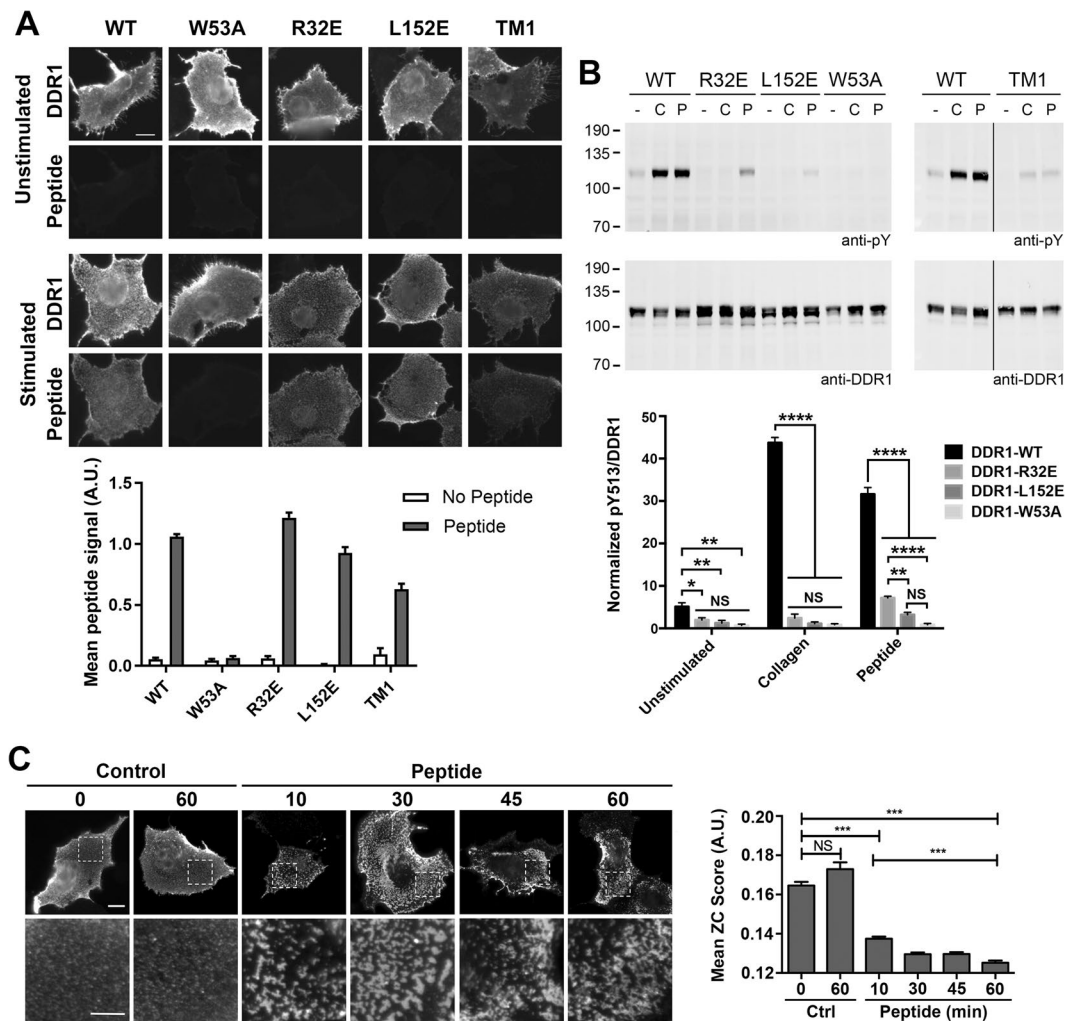 A
WT W53A R32E L152E TM1
Unstimulated
DDR1
Peptide
Stimulated
DDR1
Peptide
Mean peptide signal (A.U.)
1.5
1.0
0.5
0.0
No Peptide
Peptide
WT W53A R32E L152E TM1
B
WT R32E L152E W53A
- C P - C P - C P - C P
190
135
100
70
anti-pY
190
135
100
70
anti-DDR1
WT TM1
- C P - C P
anti-pY
anti-DDR1
Normalized pY513/DDR1
50
40
30
20
10
0
* ** ** NS
**** NS
**** **** ** NS
Unstimulated Collagen Peptide
DDR1-WT
DDR1-R32E
DDR1-L152E
DDR1-W53A
C
Control Peptide
0 60 10 30 45 60
Mean ZC Score (A.U.)
0.20
0.18
0.16
0.14
0.12
***
*** NS
***
0 60 10 30 45 60
Ctrl Peptide (min)